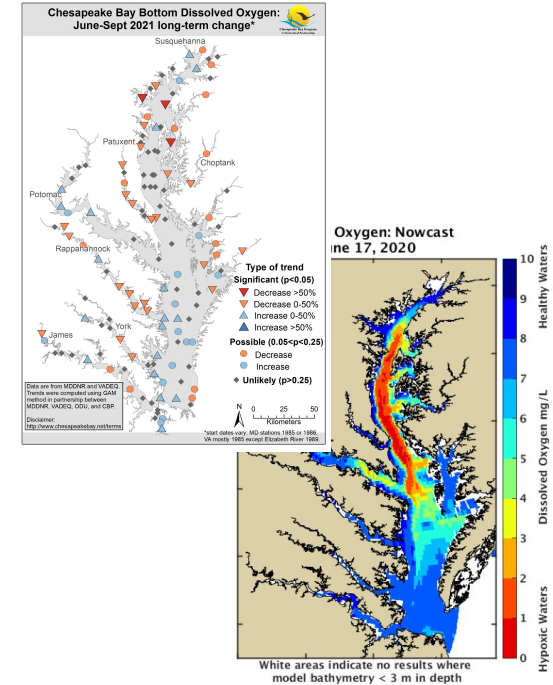 Chesapeake Bay Bottom Dissolved Oxygen:
June-Sept 2021 long-term change*
Chesapeake Bay Program
Susquehanna
Patuxent
Choptank
Potomac
Rappahannock
York
James
Type of trend
Significant (p<0.05)
Decrease >50%
Decrease 0-50%
Increase 0-50%
Increase >50%
Possible (0.05<p<0.25)
Decrease
Increase
Unlikely (p>0.25)
N
0 25 50
Kilometers
Data are from MDDNR and VADEQ.
Trends were computed using GAM
method in partnership between
MDDNR, VADEQ, ODU, and CBP.
Disclaimer:
http://www.chesapeakebay.net/terms
*start dates vary: MD stations 1985 or 1986,
VA mostly 1985 except Elizabeth River 1989.
Oxygen: Nowcast
ne 17, 2020
10
9
8
7
6
5
4
3
2
1
0
Healthy Waters
Dissolved Oxygen mg/L
Hypoxic Waters
White areas indicate no results where
model bathymetry < 3 m in depth